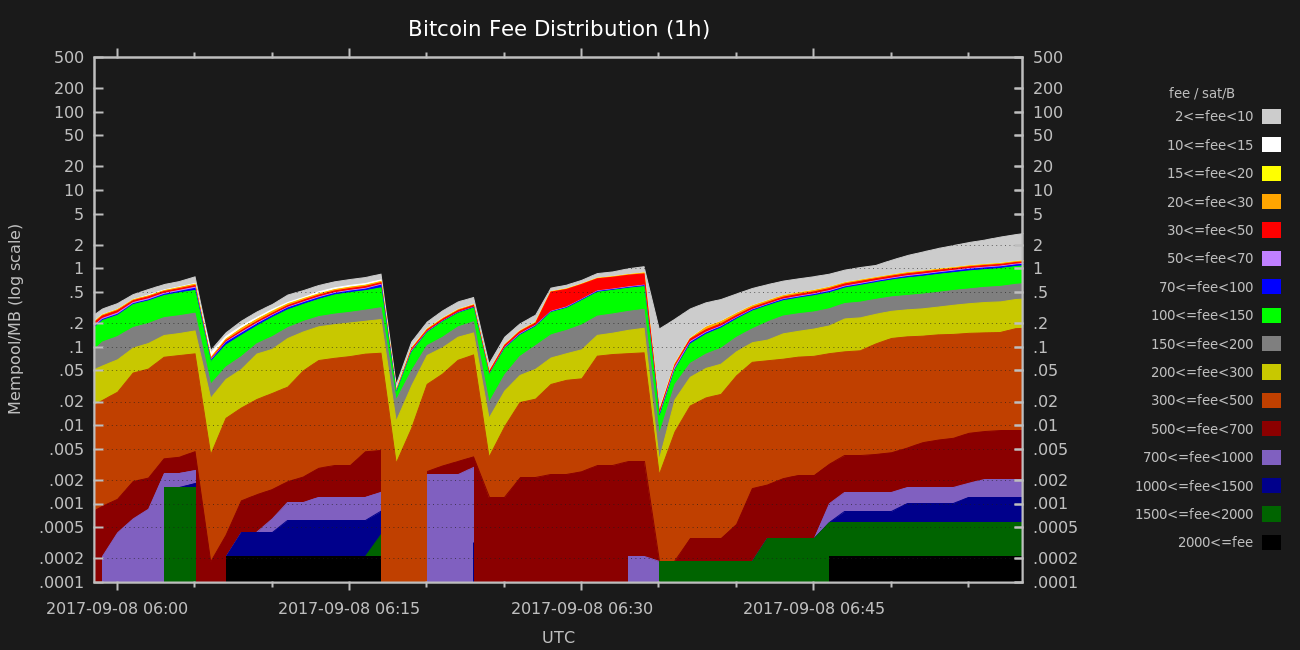 Bitcoin Fee Distribution (1h)
Mempool/MB (log scale)
500
200
100
50
20
10
5
2
1
.5
.2
.1
.05
.02
.01
.005
.002
.001
.0005
.0002
.0001
500
200
100
50
20
10
5
2
1
.5
.2
.1
.05
.02
.01
.005
.002
.001
.0005
.0002
.0001
2017-09-08 06:00
2017-09-08 06:15
2017-09-08 06:30
2017-09-08 06:45
UTC
fee / sat/B
2<=fee<10
10<=fee<15
15<=fee<20
20<=fee<30
30<=fee<50
50<=fee<70
70<=fee<100
100<=fee<150
150<=fee<200
200<=fee<300
300<=fee<500
500<=fee<700
700<=fee<1000
1000<=fee<1500
1500<=fee<2000
2000<=fee